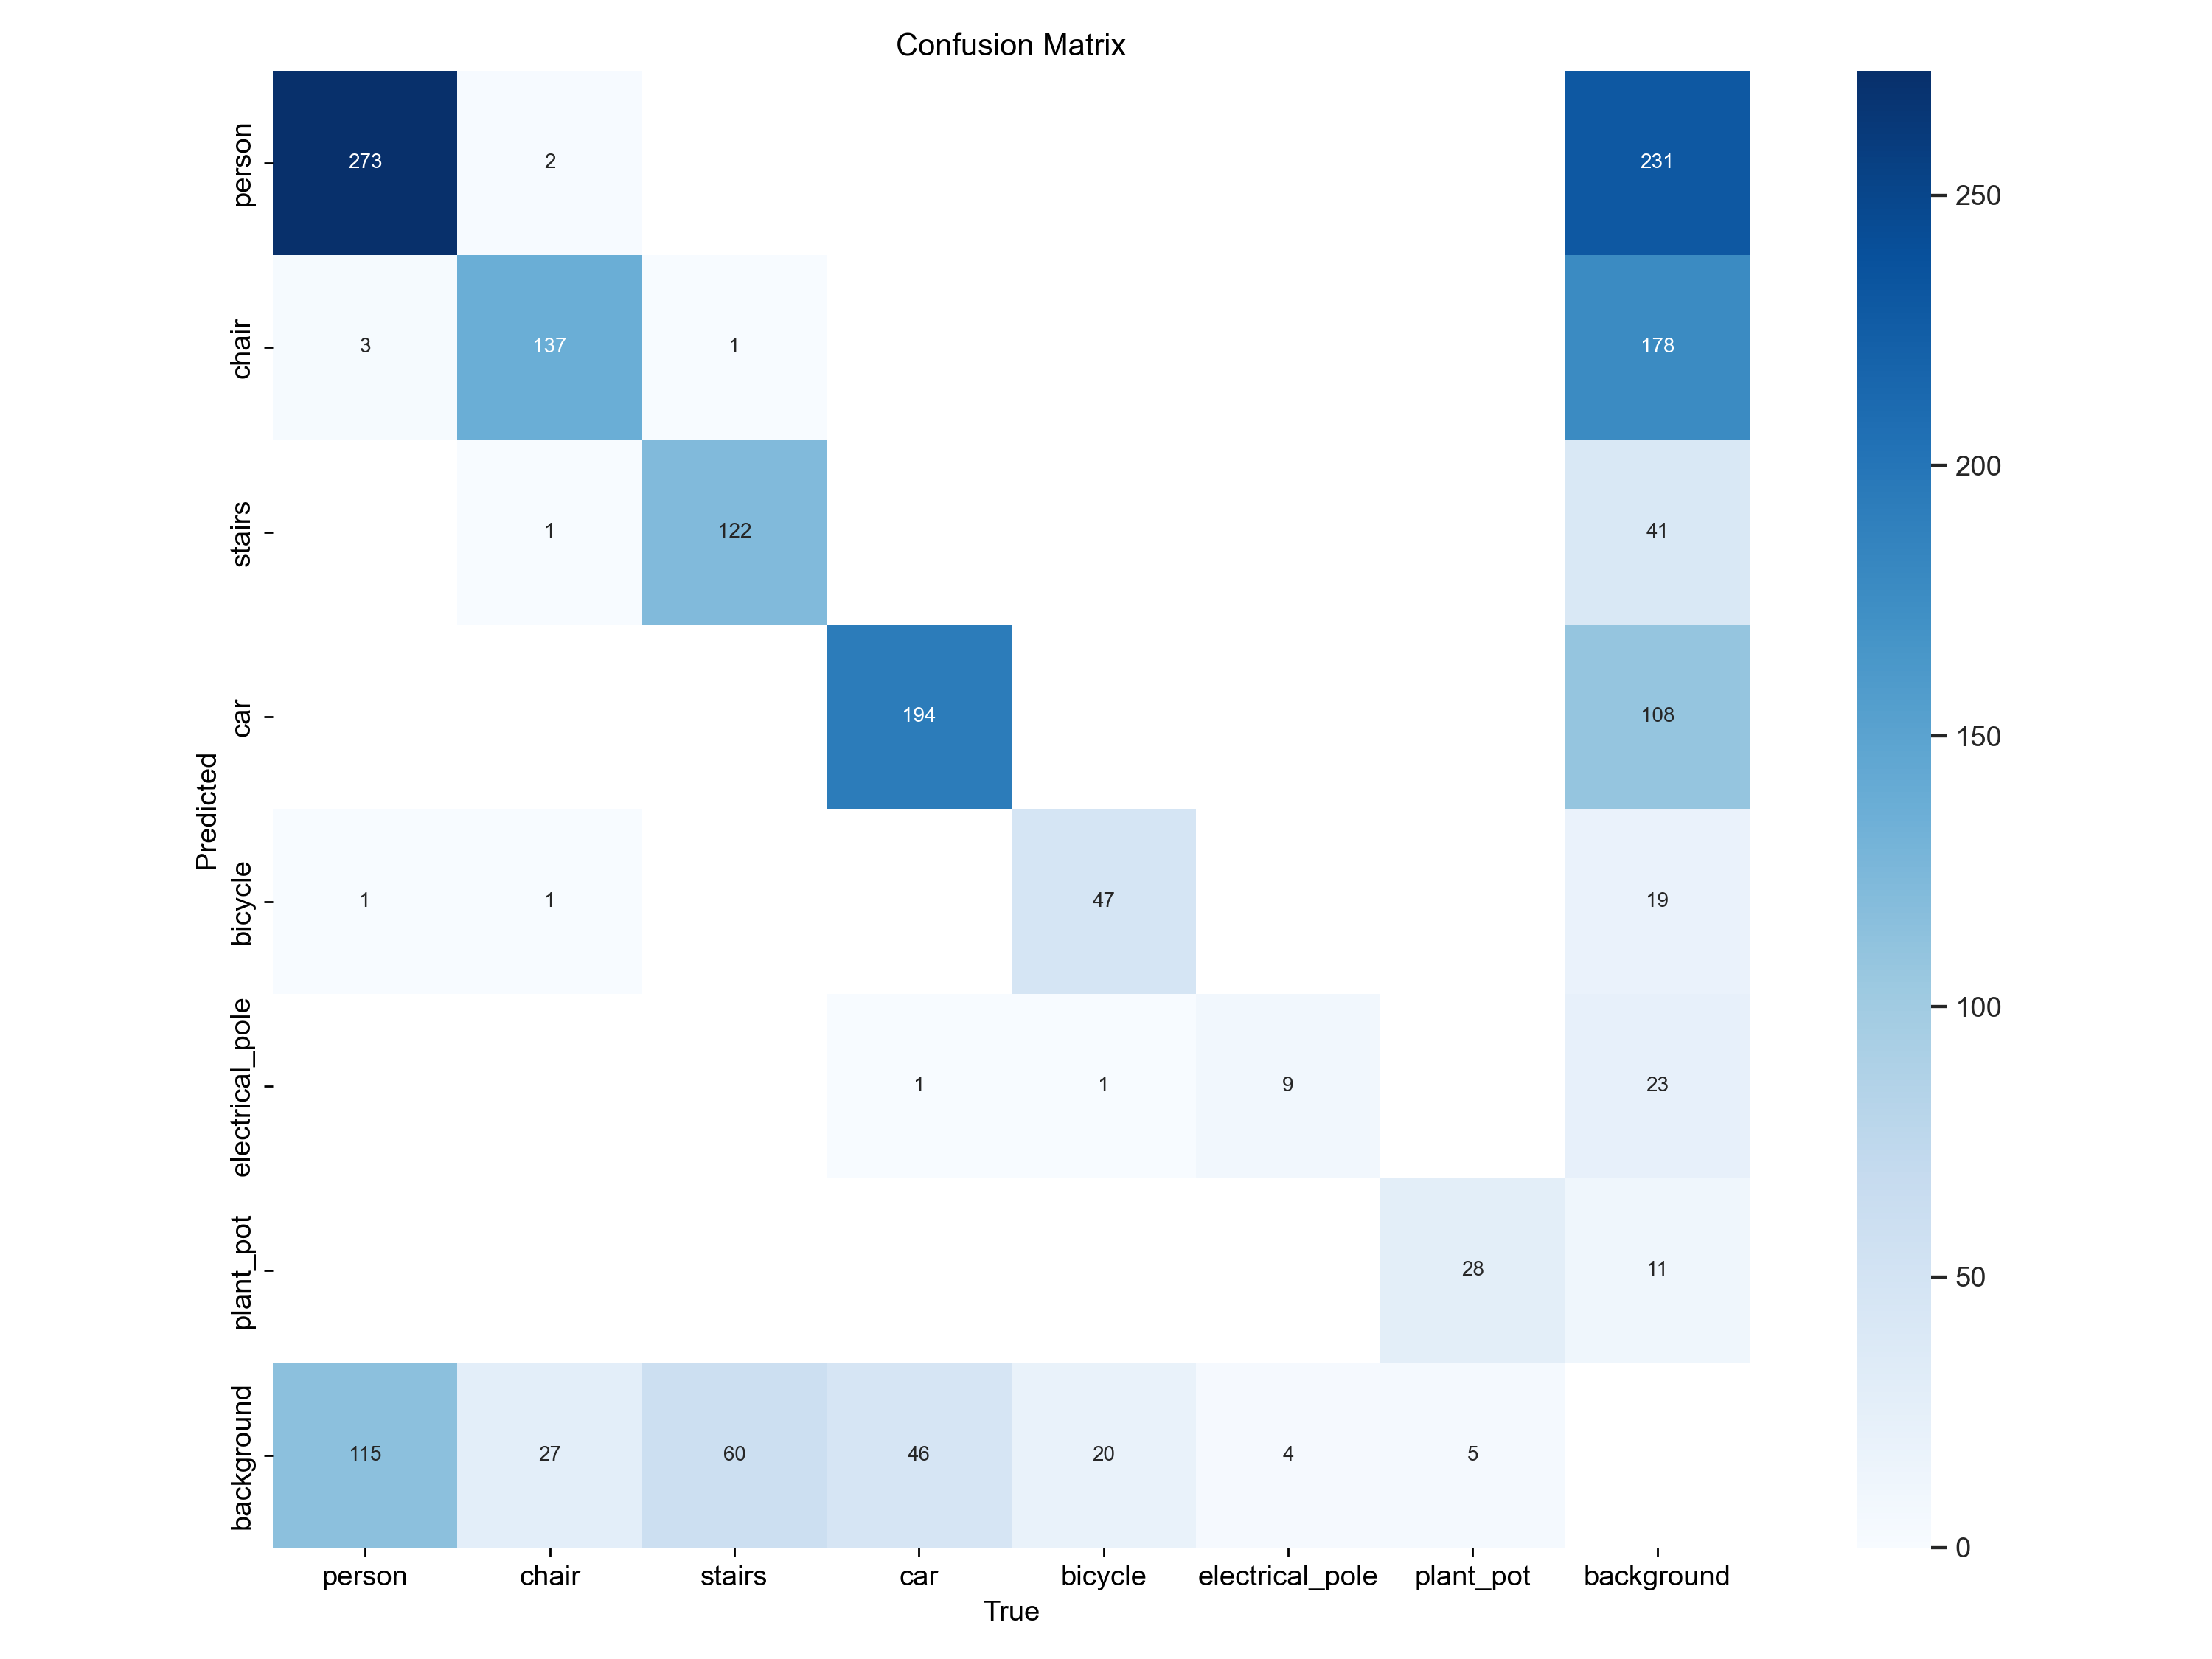 Confusion Matrix
person
273 2 231
250
chair
3 137 1 178
200
stairs
1 122 41
150
car
194 108
Predicted
bicycle
1 1 47 19
100
electrical_pole
1 1 9 23
plant_pot
28 11
50
background
115 27 60 46 20 4 5
0
person chair stairs car bicycle electrical_pole plant_pot background
True